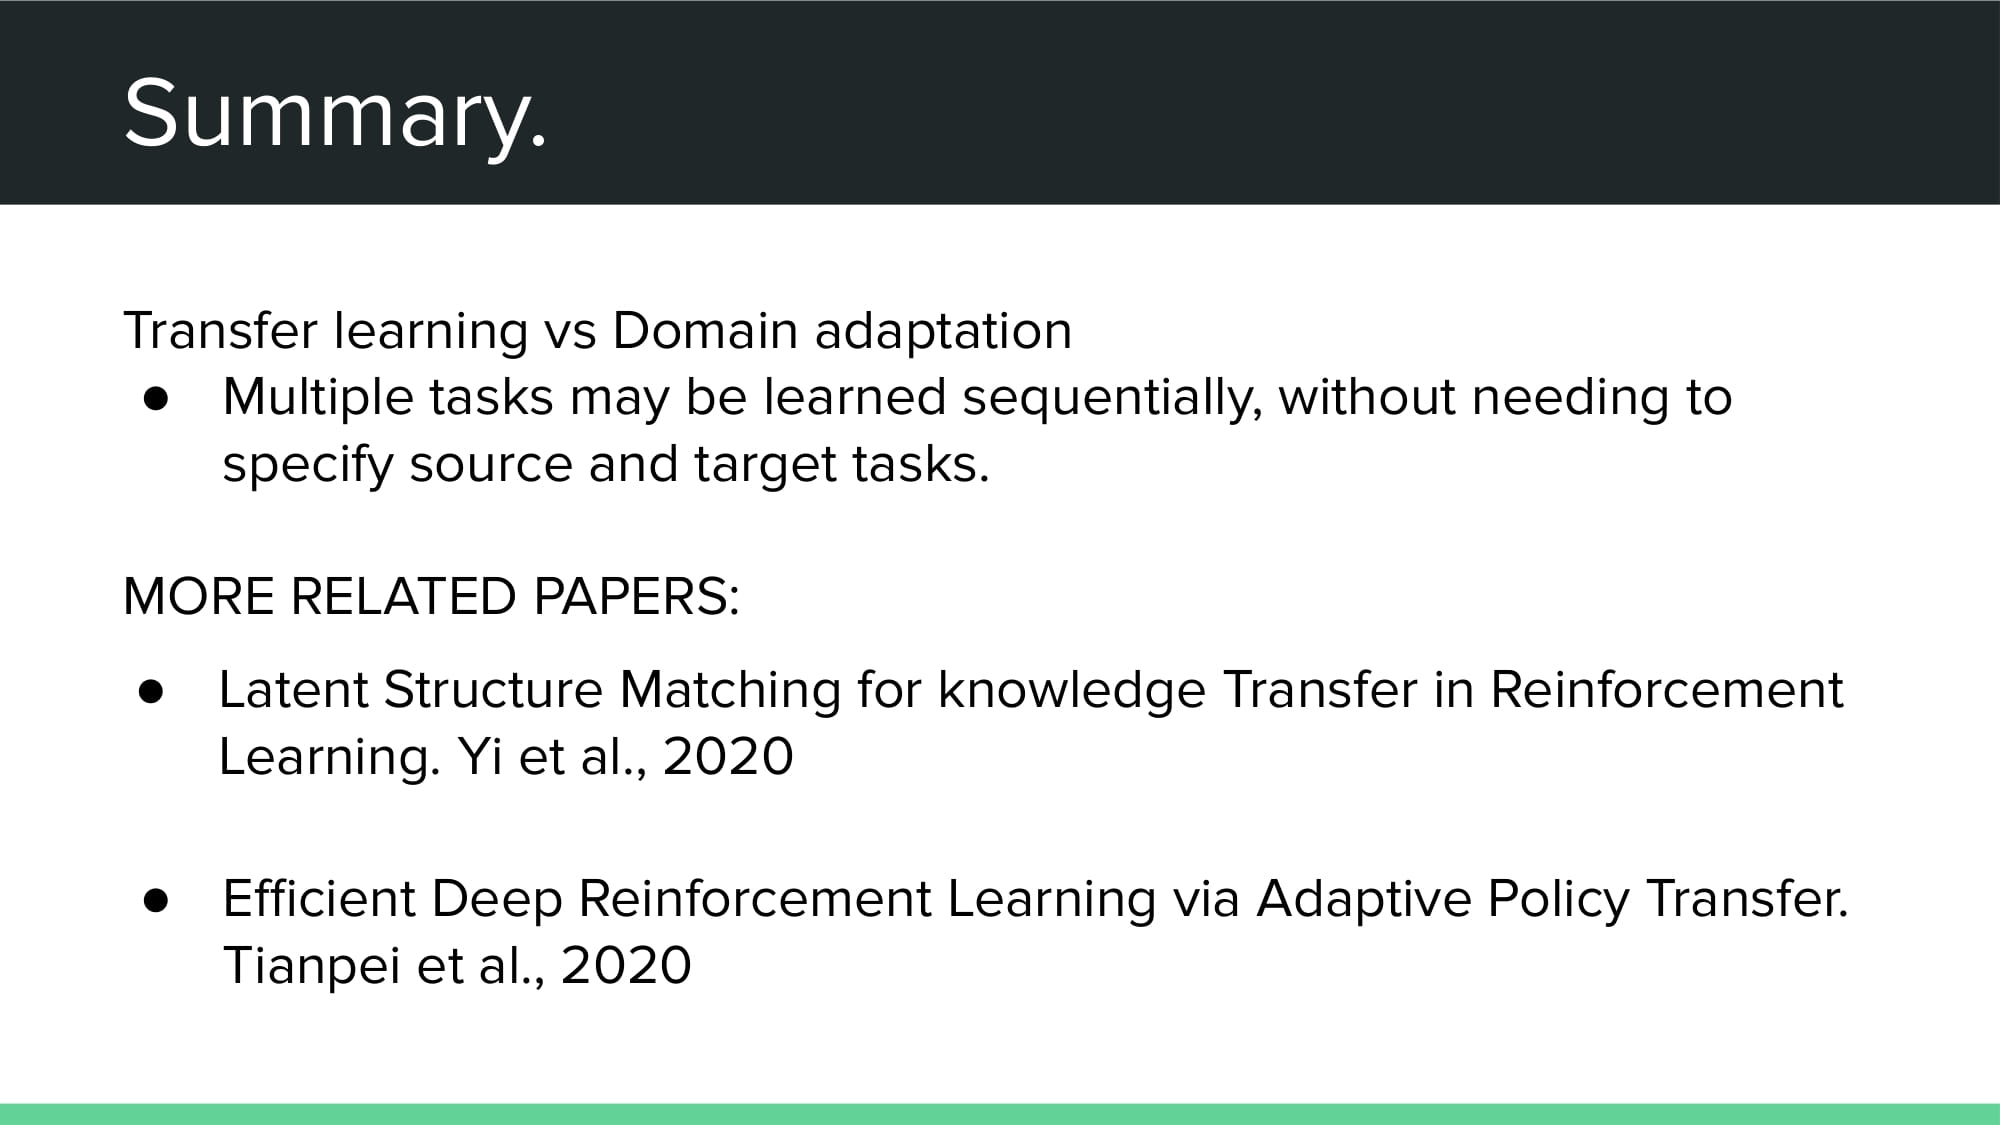 Summary.
Transfer learning vs Domain adaptation
● Multiple tasks may be learned sequentially, without needing to
specify source and target tasks.
MORE RELATED PAPERS:
● Latent Structure Matching for knowledge Transfer in Reinforcement
Learning. Yi et al., 2020
● Efficient Deep Reinforcement Learning via Adaptive Policy Transfer.
Tianpei et al., 2020